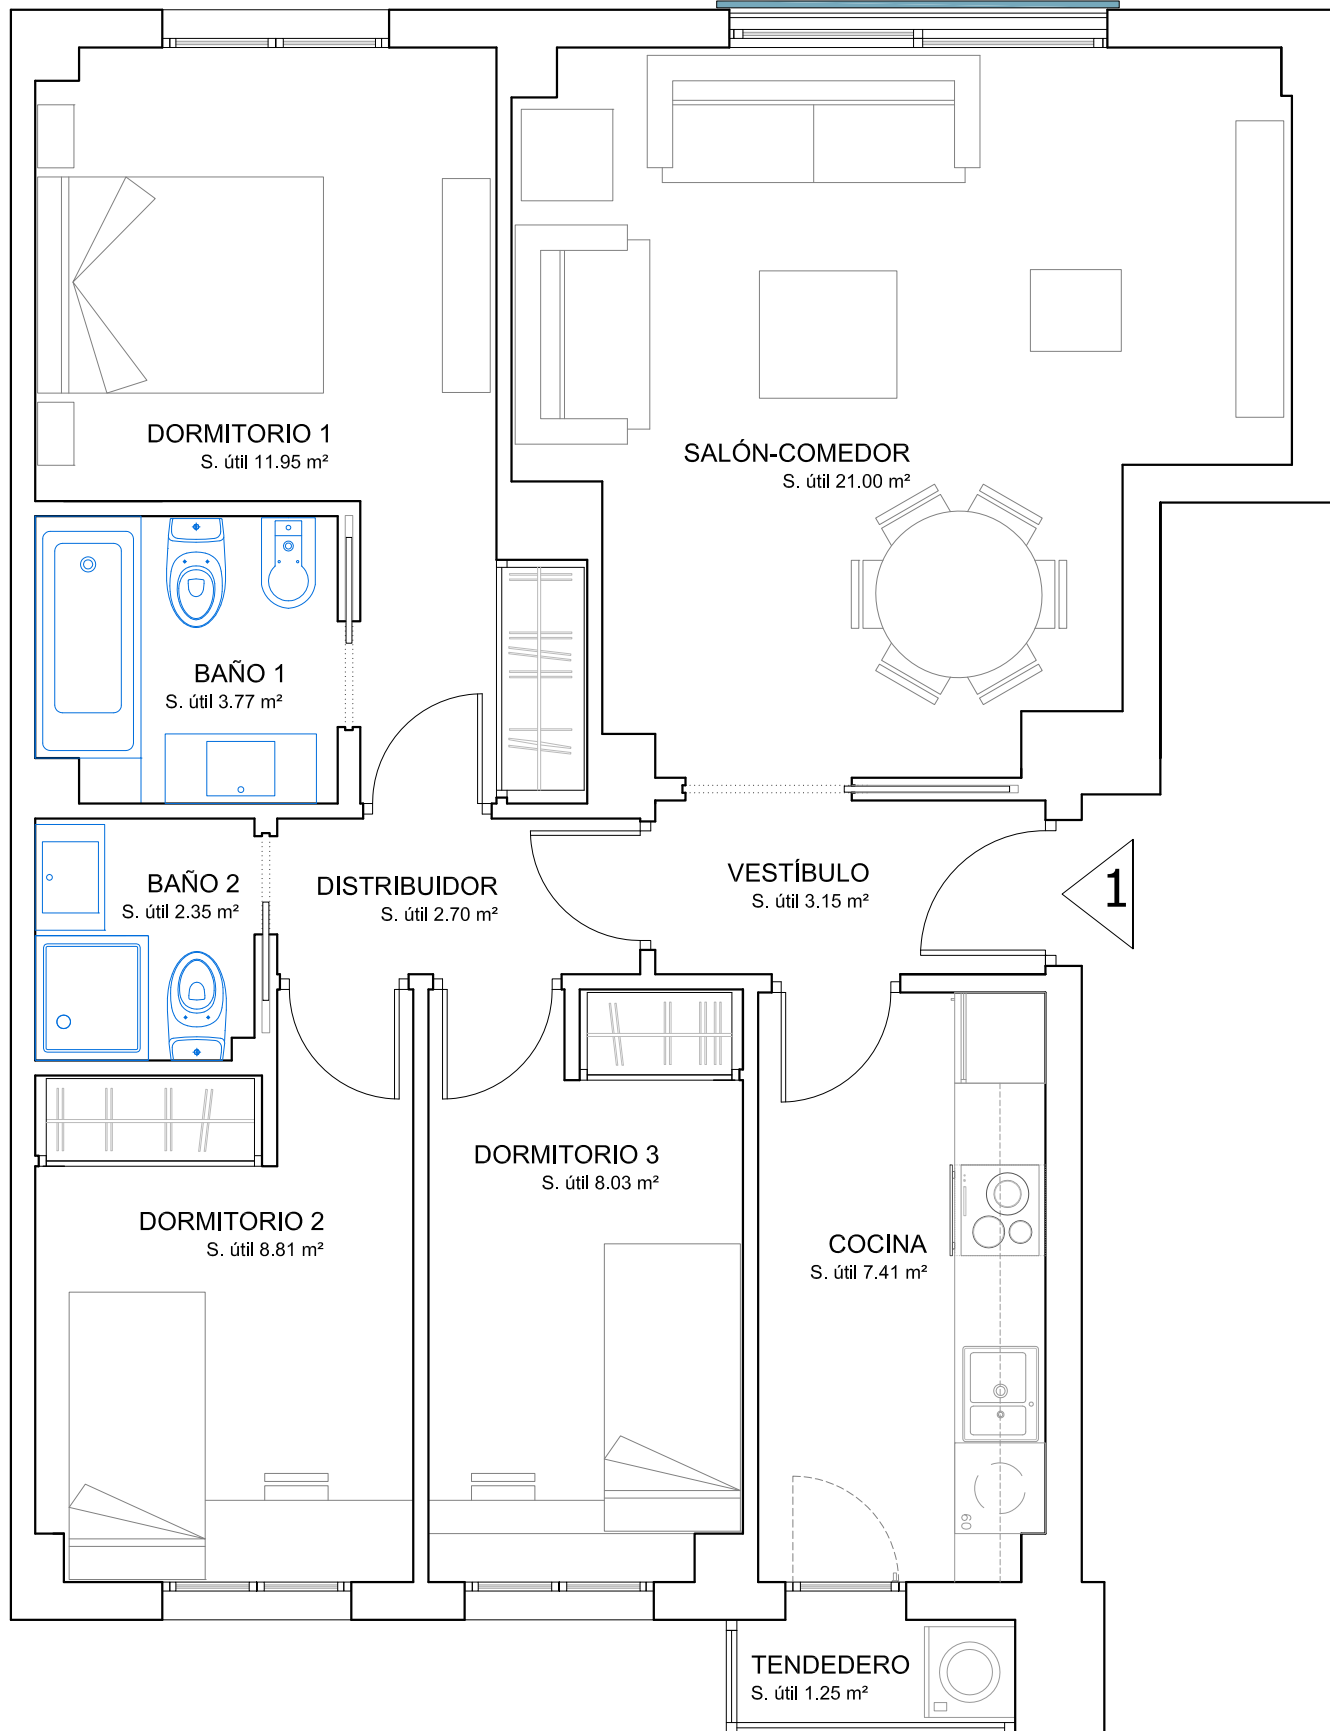 DORMITORIO 1
S. útil 11.95 m²
SALÓN-COMEDOR
S. útil 21.00 m²
BAÑO 1
S. útil 3.77 m²
BAÑO 2
S. útil 2.35 m²
DISTRIBUIDOR
S. útil 2.70 m²
VESTÍBULO
S. útil 3.15 m²
1
DORMITORIO 3
S. útil 8.03 m²
DORMITORIO 2
S. útil 8.81 m²
COCINA
S. útil 7.41 m²
60
TENDEDERO
S. útil 1.25 m²